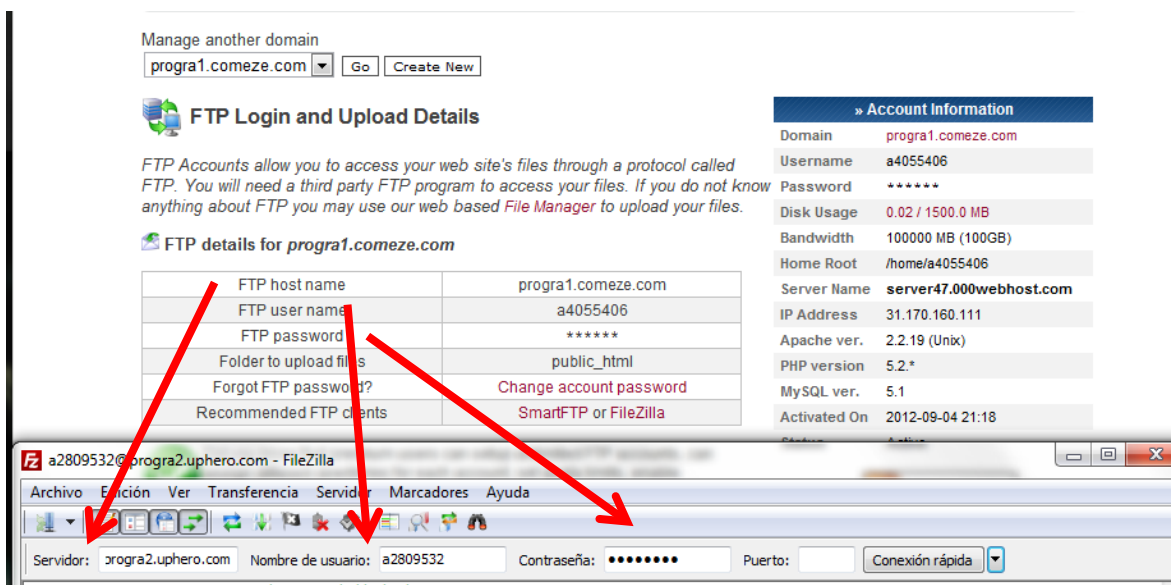 Manage another domain
progra1.comeze.com Go Create New
FTP Login and Upload Details
FTP Accounts allow you to access your web site's files through a protocol called
FTP. You will need a third party FTP program to access your files. If you do not know
anything about FTP you may use our web based File Manager to upload your files.
FTP details for progra1.comeze.com
FTP host name progra1.comeze.com
FTP user name a4055406
FTP password ******
Folder to upload files public_html
Forgot FTP password? Change account password
Recommended FTP clients SmartFTP or FileZilla
» Account Information
Domain progra1.comeze.com
Username a4055406
Password ******
Disk Usage 0.02 / 1500.0 MB
Bandwidth 100000 MB (100GB)
Home Root /home/a4055406
Server Name server47.000webhost.com
IP Address 31.170.160.111
Apache ver. 2.2.19 (Unix)
PHP version 5.2.*
MySQL ver. 5.1
Activated On 2012-09-04 21:18
Status Active
a2809532@progra2.uphero.com - FileZilla
Archivo Edición Ver Transferencia Servidor Marcadores Ayuda
Servidor: progra2.uphero.com Nombre de usuario: a2809532 Contraseña: ●●●●●●●● Puerto: Conexión rápida